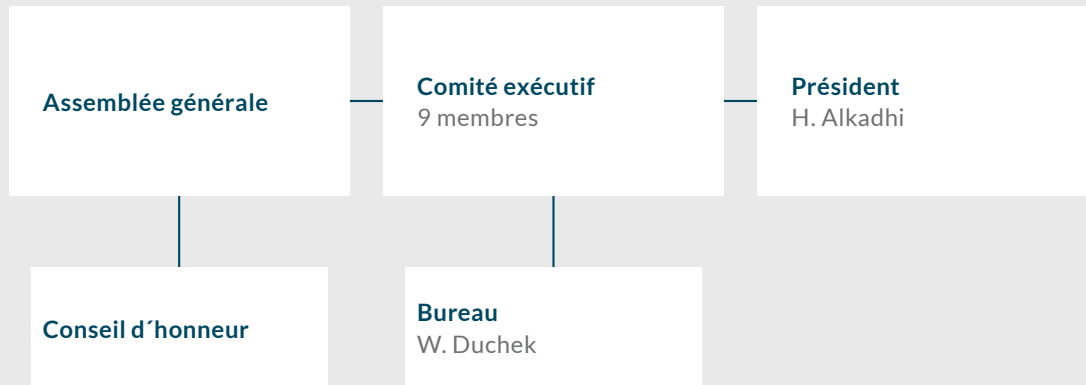 Assemblée générale
Comité exécutif
9 membres
Président
H. Alkadhi
Conseil d´honneur
Bureau
W. Duchek